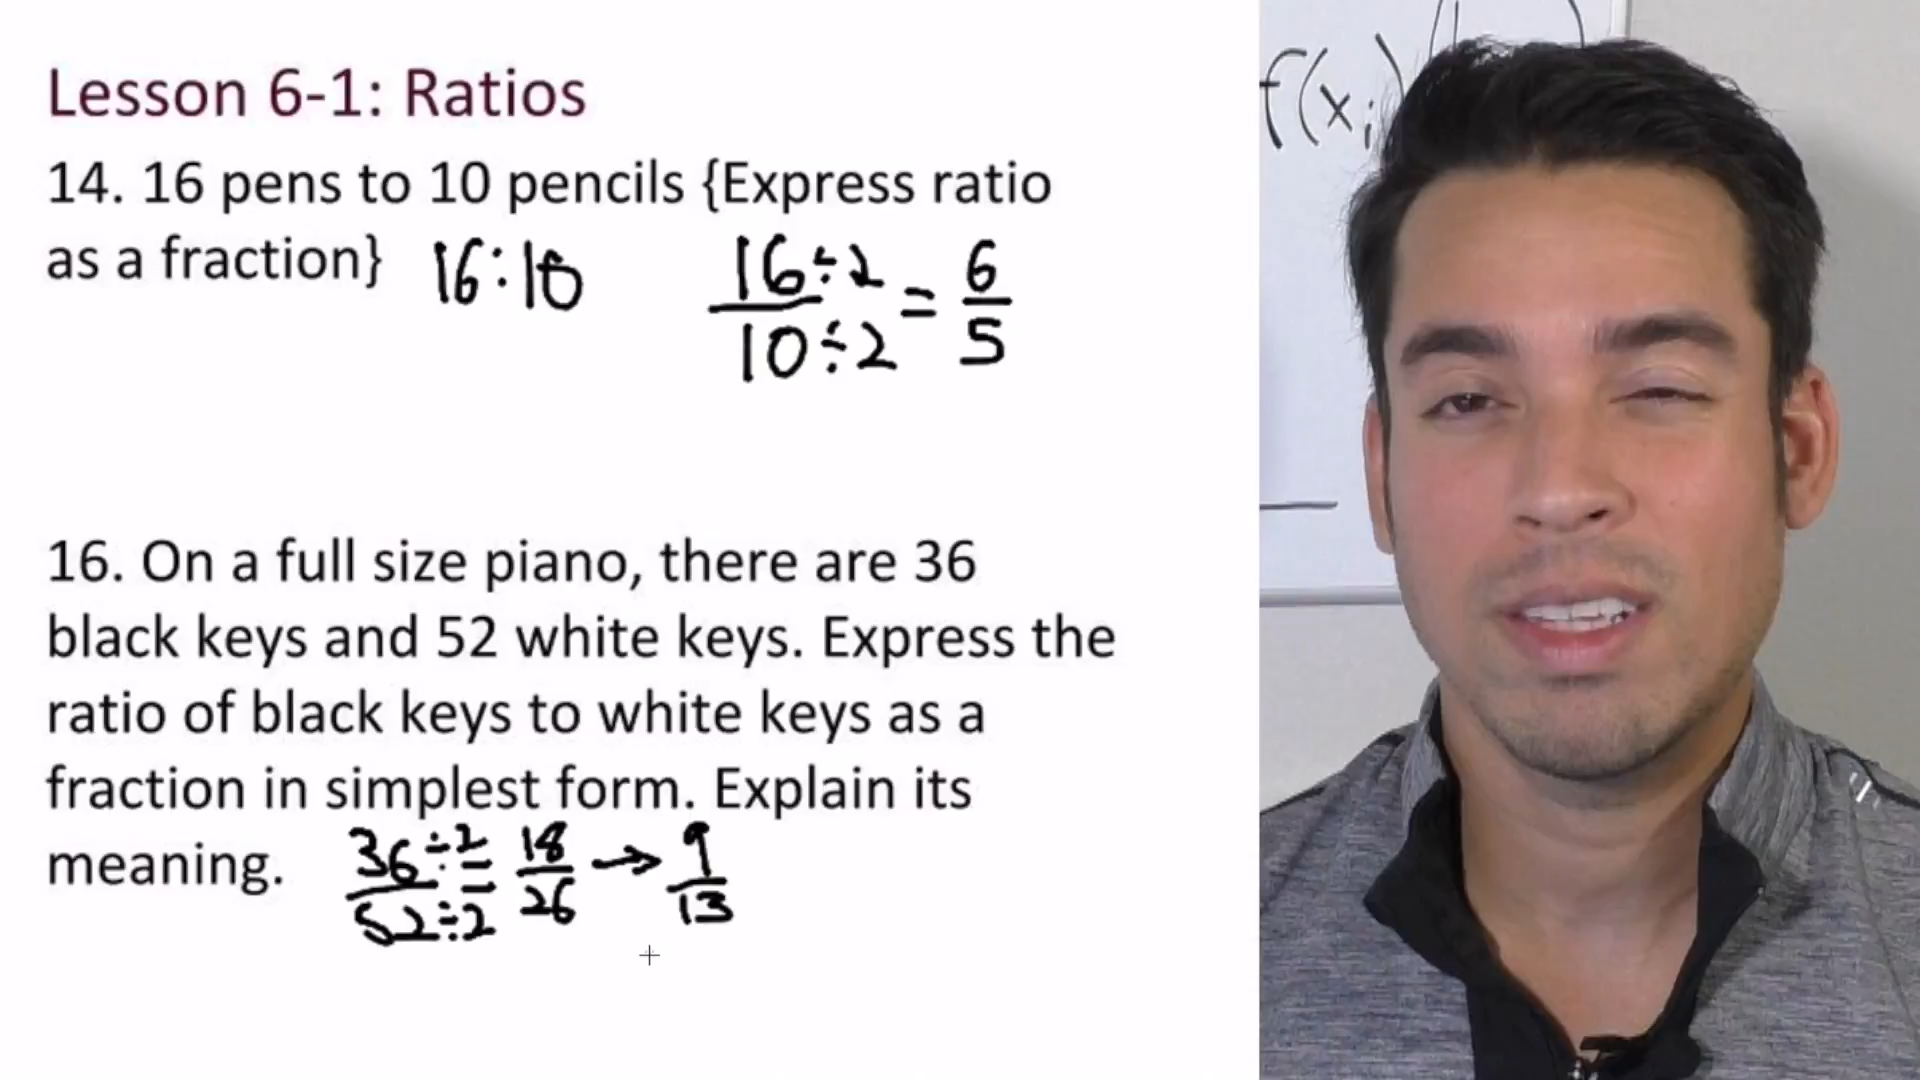 Lesson 6-1: Ratios
14. 16 pens to 10 pencils {Express ratio
as a fraction} 16:10 16÷2/10÷2 = 6/5
16. On a full size piano, there are 36
black keys and 52 white keys. Express the
ratio of black keys to white keys as a
fraction in simplest form. Explain its
meaning. 36÷2/52÷2 = 18/26 → 9/13
f(xᵢ)